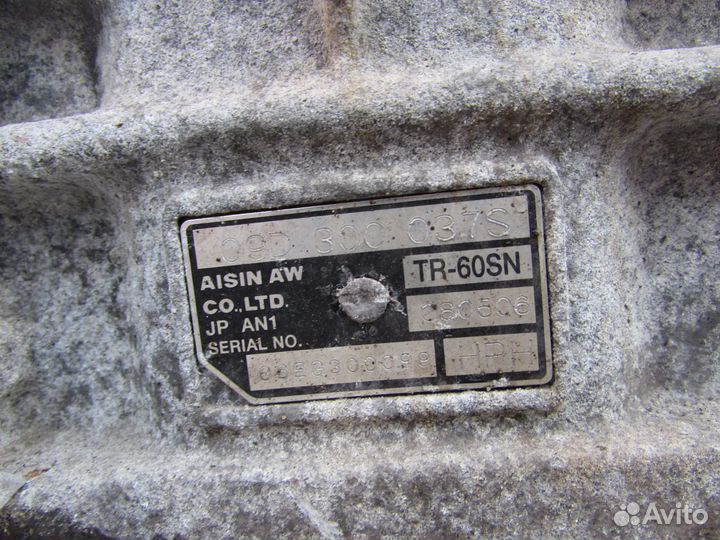 09D 300 037S
AISIN AW
CO.,LTD.
TR-60SN
JP AN1
080506
SERIAL NO.
HPH
Avito